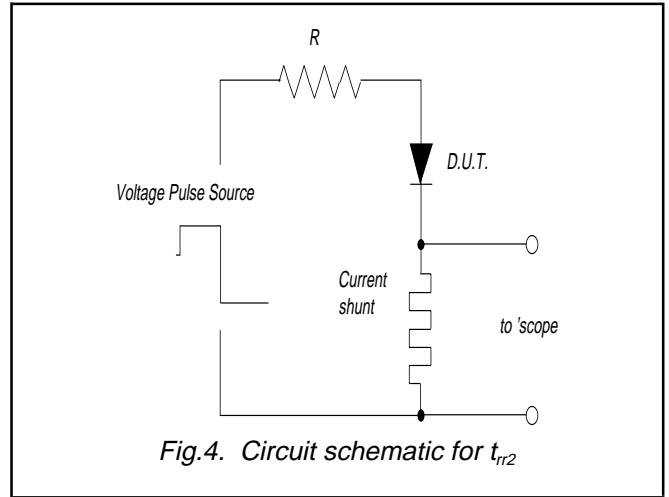 R
D.U.T.
Voltage Pulse Source
Current
shunt
to 'scope
Fig.4. Circuit schematic for trr2